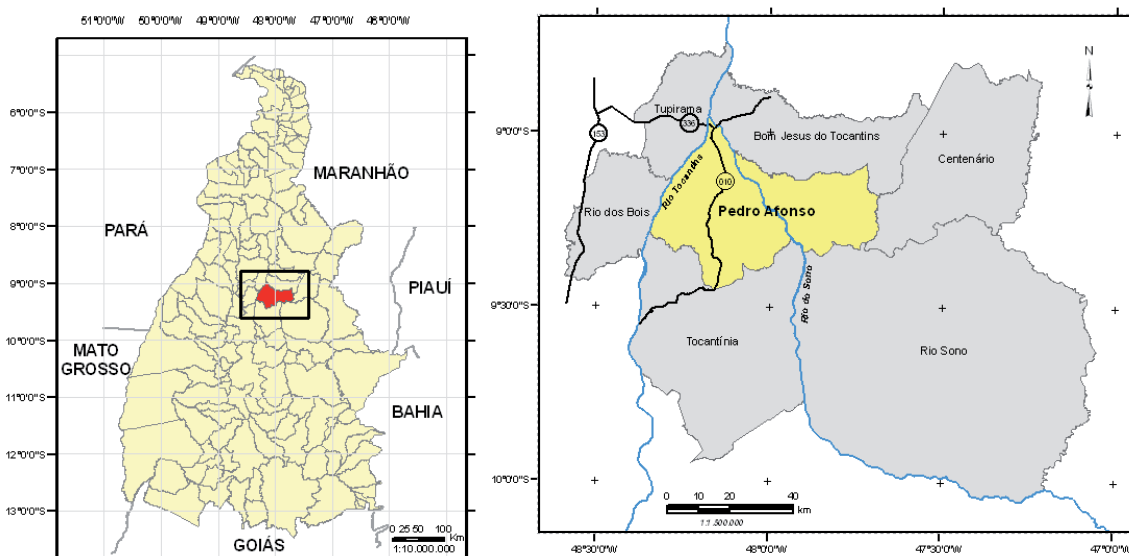 51°0'0"W 50°0'0"W 49°0'0"W 48°0'0"W 47°0'0"W 46°0'0"W
6°0'0"S
7°0'0"S
8°0'0"S
9°0'0"S
10°0'0"S
11°0'0"S
12°0'0"S
13°0'0"S
MARANHÃO
PARÁ
PIAUÍ
MATO
GROSSO
BAHIA
GOIÁS
0 25 50 100
Km
1:10.000.000
N
9°0'0"S
9°30'0"S
10°0'0"S
Tupirama
336
153
Bom Jesus do Tocantins
Centenário
Rio Tocantins
010
Rio dos Bois
Pedro Afonso
Rio do Sono
Tocantínia
Rio Sono
0 10 20 40
km
1:1 500 000
48°30'0"W 48°0'0"W 47°30'0"W 47°0'0"W